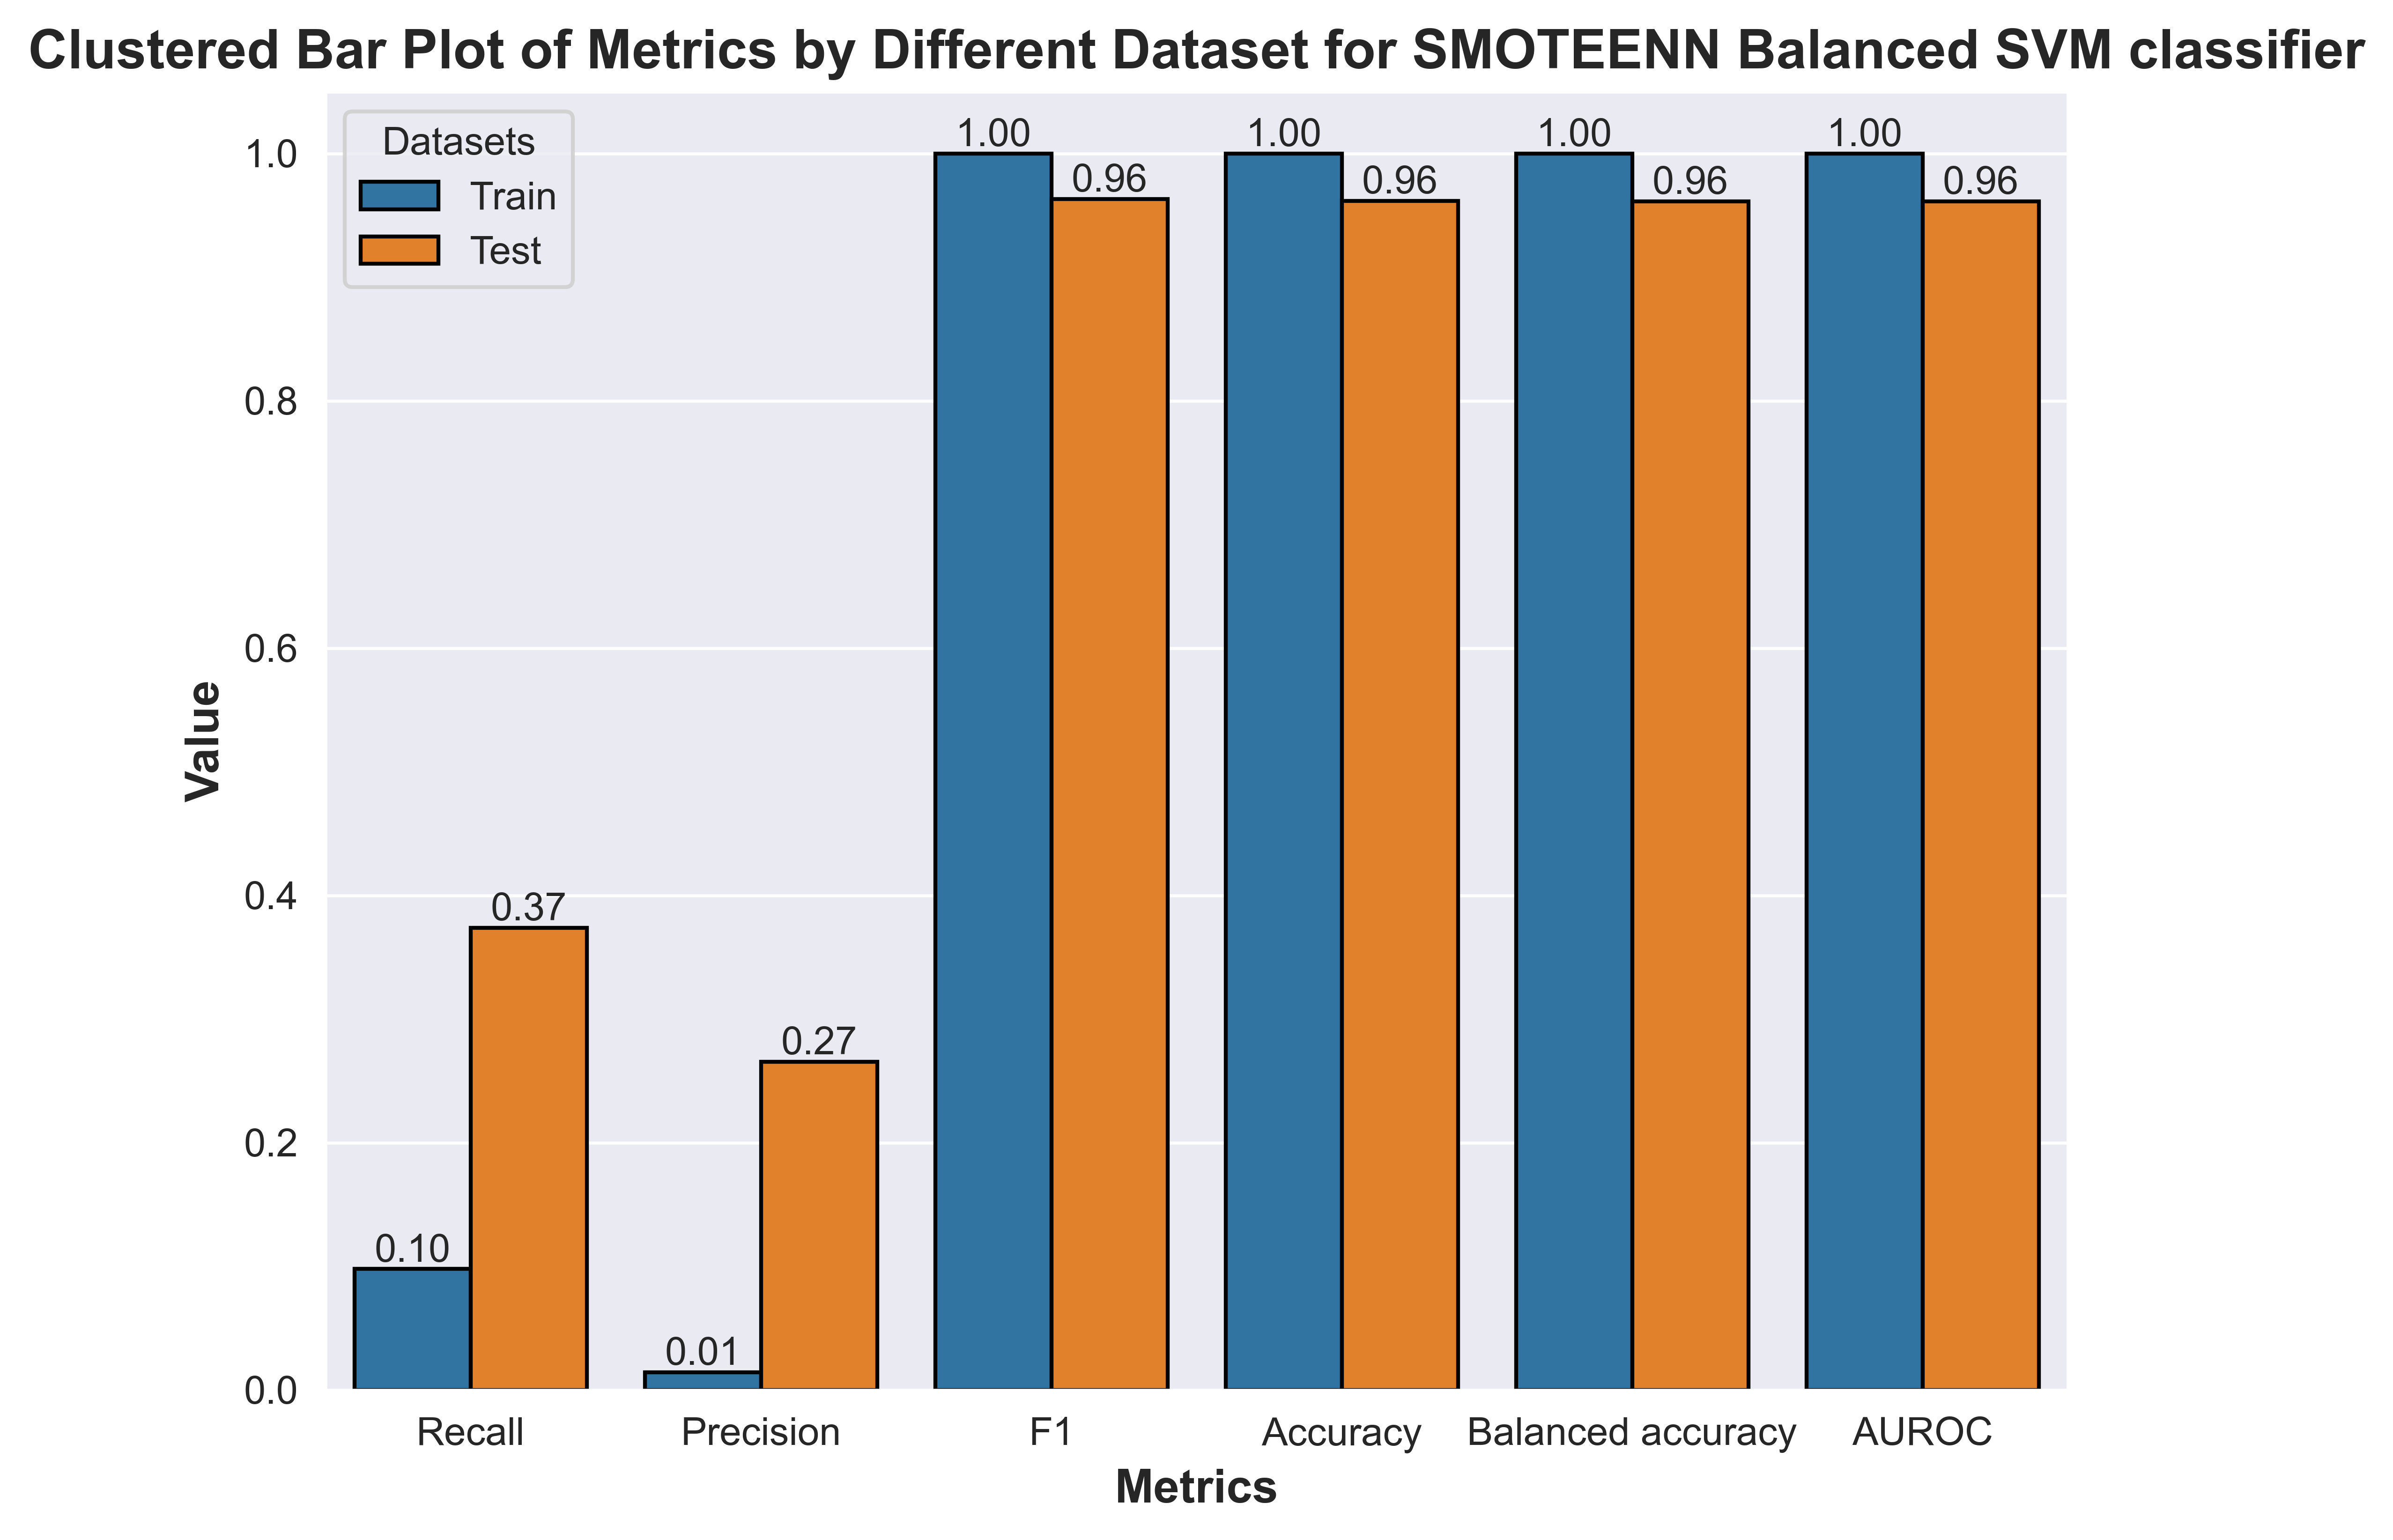 Clustered Bar Plot of Metrics by Different Dataset for SMOTEENN Balanced SVM classifier
Datasets
Train
Test
Value
1.0
0.8
0.6
0.4
0.2
0.0
0.10
0.37
0.01
0.27
1.00
0.96
1.00
0.96
1.00
0.96
1.00
0.96
Recall
Precision
F1
Accuracy
Balanced accuracy
AUROC
Metrics